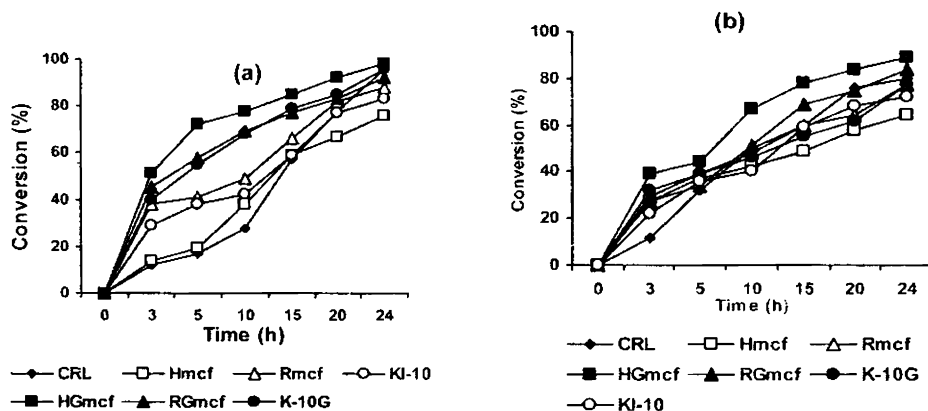 (a)
Conversion (%)
100
80
60
40
20
0
0 3 5 10 15 20 24
Time (h)
CRL Hmcf Rmcf KI-10
HGmcf RGmcf K-10G
(b)
Conversion (%)
100
80
60
40
20
0
0 3 5 10 15 20 24
Time (h)
CRL Hmcf Rmcf
HGmcf RGmcf K-10G
KI-10